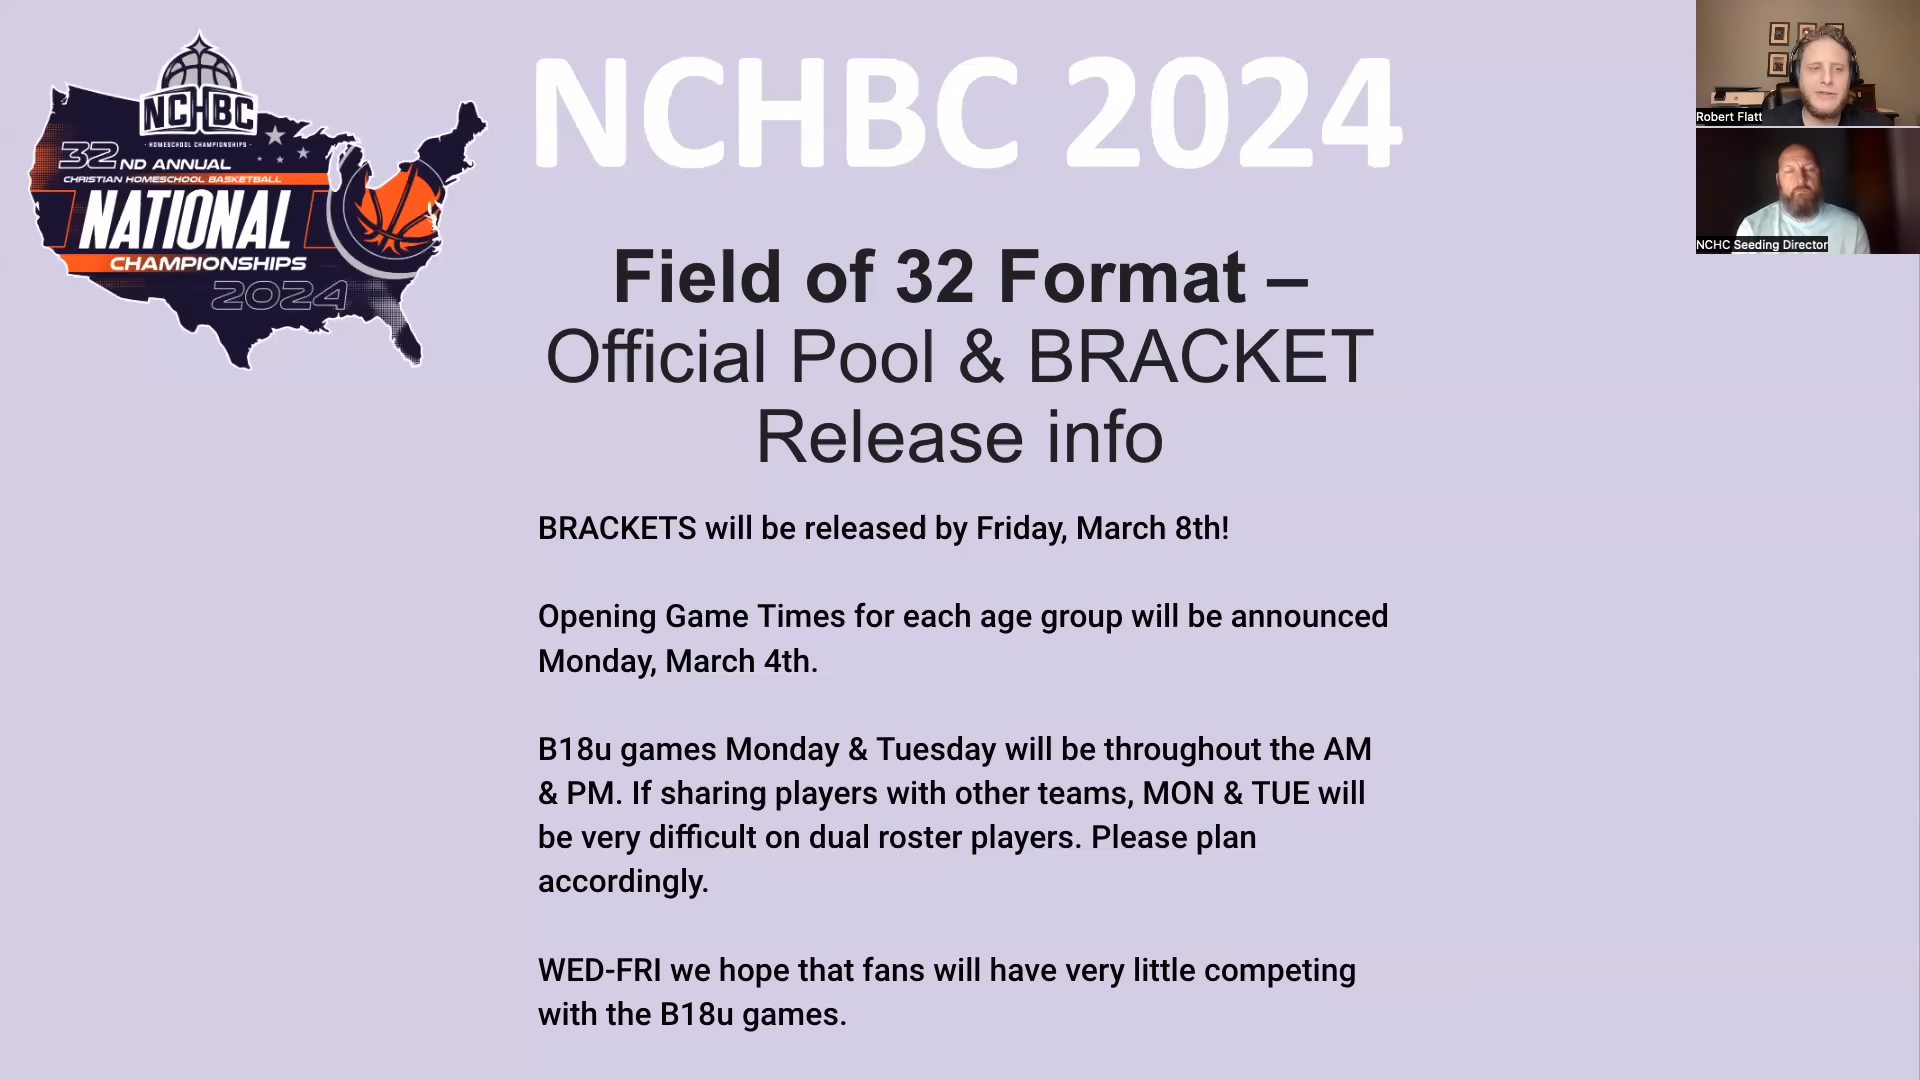 NCHBC
- HOMESCHOOL CHAMPIONSHIPS -
32ND ANNUAL
CHRISTIAN HOMESCHOOL BASKETBALL
NATIONAL
CHAMPIONSHIPS
2024
NCHBC 2024
Field of 32 Format –
Official Pool & BRACKET
Release info
BRACKETS will be released by Friday, March 8th!
Opening Game Times for each age group will be announced
Monday, March 4th.
B18u games Monday & Tuesday will be throughout the AM
& PM. If sharing players with other teams, MON & TUE will
be very difficult on dual roster players. Please plan
accordingly.
WED-FRI we hope that fans will have very little competing
with the B18u games.
Robert Flatt
NCHC Seeding Director